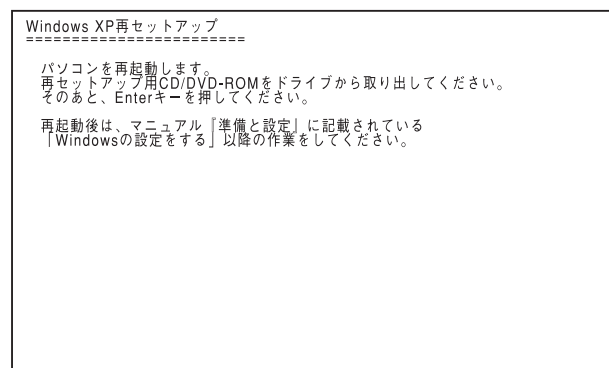 Windows XP再セットアップ
========================
パソコンを再起動します。
再セットアップ用CD/DVD-ROMをドライブから取り出してください。
そのあと、Enterキーを押してください。
再起動後は、マニュアル『準備と設定』に記載されている
「Windowsの設定をする」以降の作業をしてください。